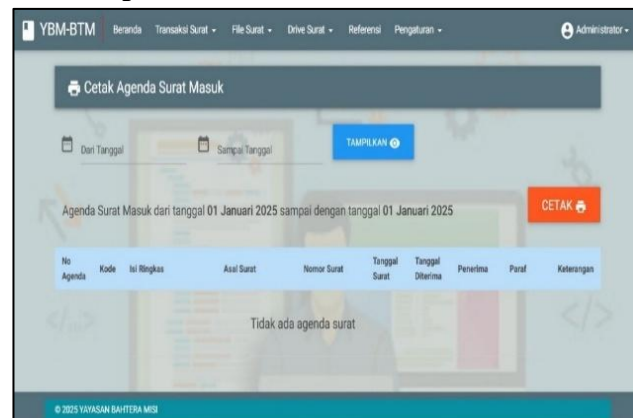 YBM-BTM Beranda Transaksi Surat File Surat Drive Surat Referensi Pengaturan Administrator
Cetak Agenda Surat Masuk
Dari Tanggal Sampai Tanggal TAMPILKAN
Agenda Surat Masuk dari tanggal 01 Januari 2025 sampai dengan tanggal 01 Januari 2025 CETAK
No Agenda Kode Isi Ringkas Asal Surat Nomor Surat Tanggal Surat Tanggal Diterima Penerima Paraf Keterangan
Tidak ada agenda surat
© 2025 YAYASAN BAHTERA MISI